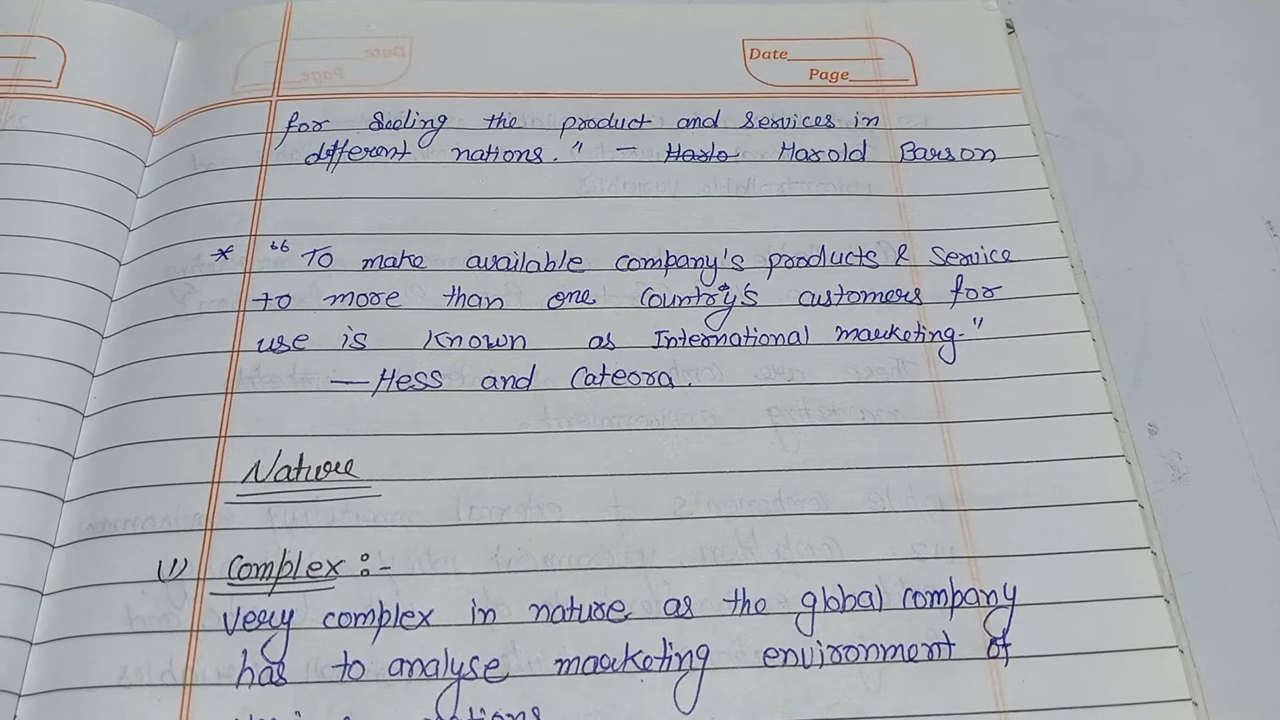 Date
Page
for Seeling the product and services in
different nations." - Harlo Harold Barson
* "To make available company's products & Service
to more than one Country's customers for
use is known as International marketing."
— Hess and Cateora.
Nature
(1) Complex :-
very complex in nature as the global company
has to analyse marketing environment of